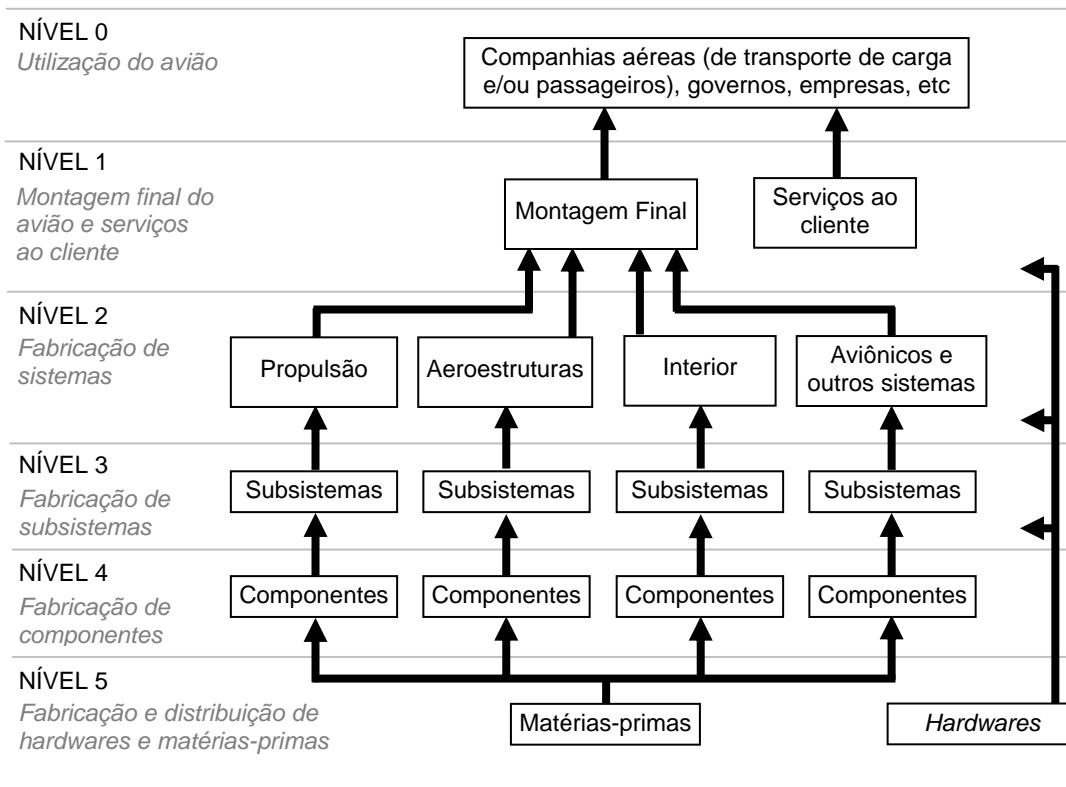 NÍVEL 0
Utilização do avião
Companhias aéreas (de transporte de carga
e/ou passageiros), governos, empresas, etc
NÍVEL 1
Montagem final do
avião e serviços
ao cliente
Montagem Final
Serviços ao
cliente
NÍVEL 2
Fabricação de
sistemas
Propulsão
Aeroestruturas
Interior
Aviônicos e
outros sistemas
NÍVEL 3
Fabricação de
subsistemas
Subsistemas
Subsistemas
Subsistemas
Subsistemas
NÍVEL 4
Fabricação de
componentes
Componentes
Componentes
Componentes
Componentes
NÍVEL 5
Fabricação e distribuição de
hardwares e matérias-primas
Matérias-primas
Hardwares